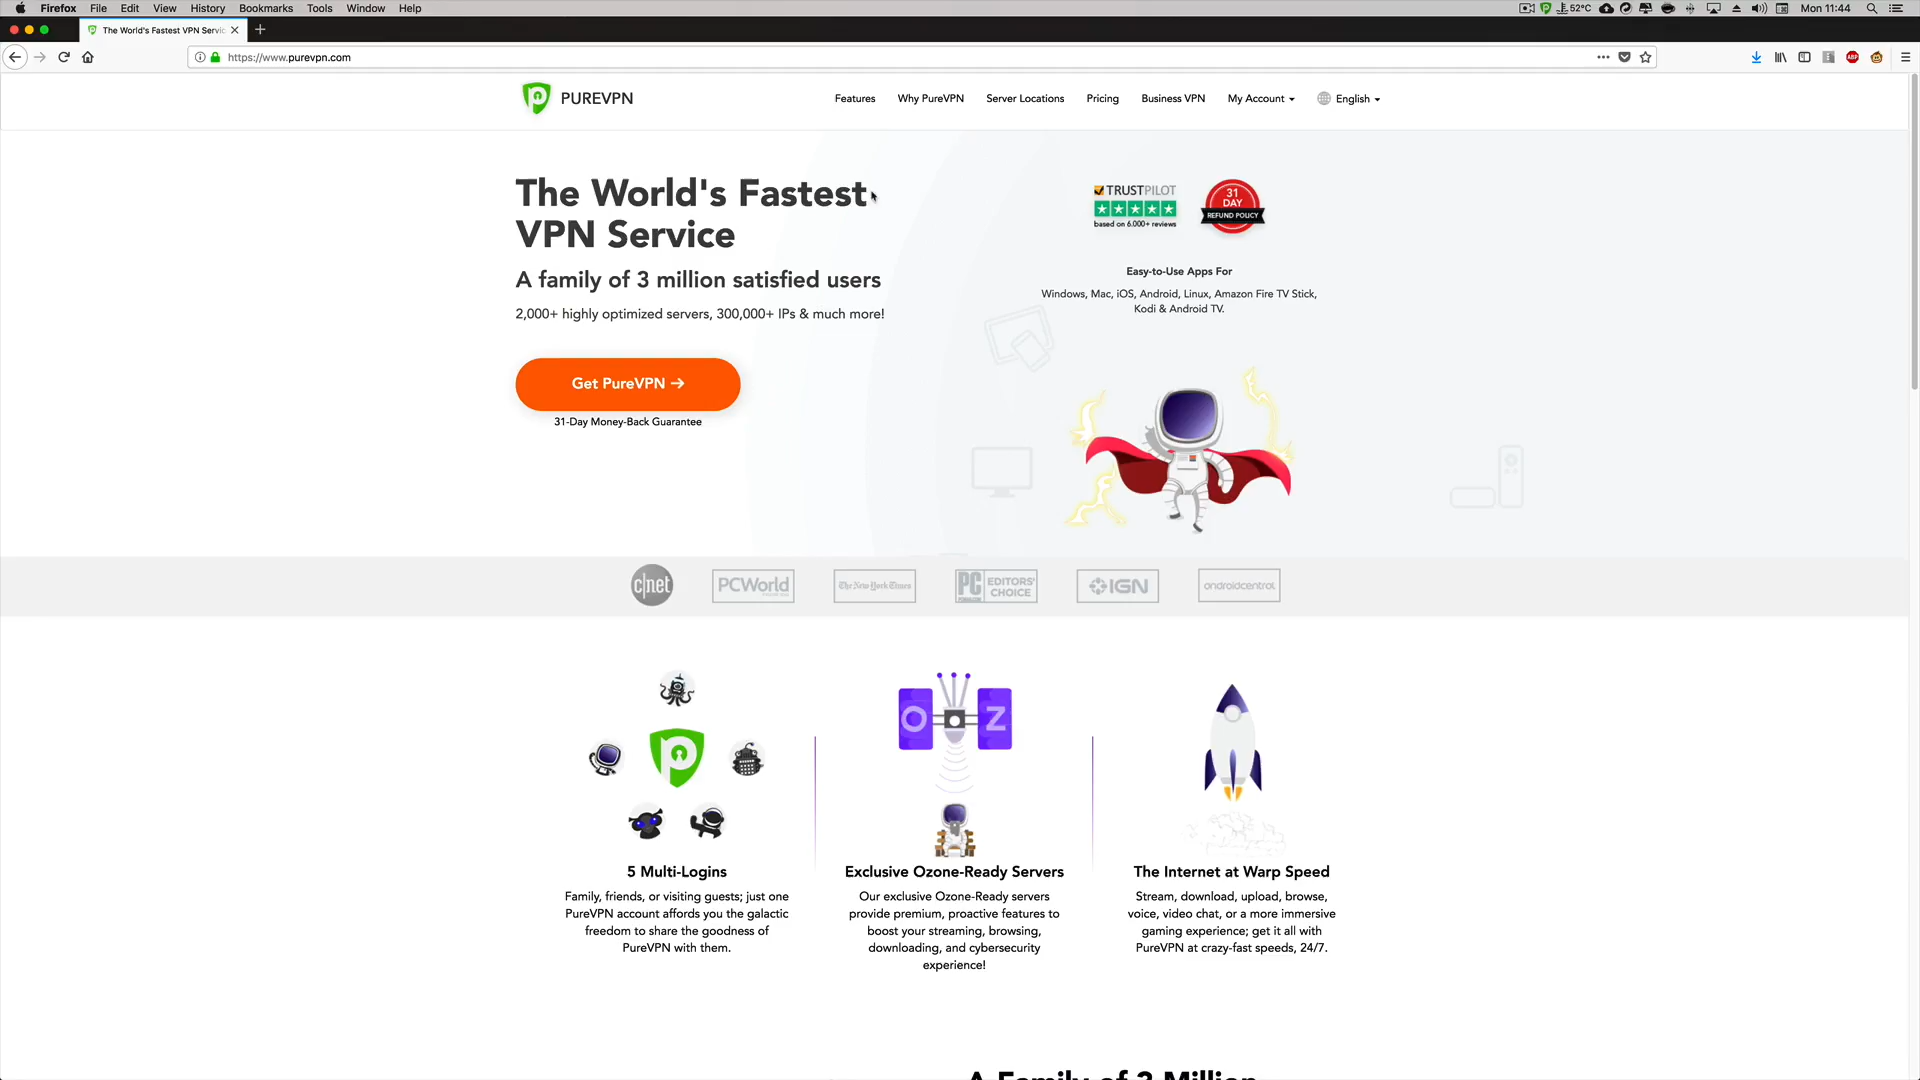 Firefox File Edit View History Bookmarks Tools Window Help
52°C Mon 11:44
The World's Fastest VPN Servic
https://www.purevpn.com
ABP
PUREVPN
Features Why PureVPN Server Locations Pricing Business VPN My Account English
The World's Fastest
VPN Service
A family of 3 million satisfied users
2,000+ highly optimized servers, 300,000+ IPs & much more!
Get PureVPN →
31-Day Money-Back Guarantee
TRUSTPILOT
based on 6,000+ reviews
31
DAY
REFUND POLICY
Easy-to-Use Apps For
Windows, Mac, iOS, Android, Linux, Amazon Fire TV Stick,
Kodi & Android TV.
c|net
PCWorld
The New York Times
PC EDITORS'
CHOICE
IGN
androidcentral
O Z
5 Multi-Logins
Family, friends, or visiting guests; just one
PureVPN account affords you the galactic
freedom to share the goodness of
PureVPN with them.
Exclusive Ozone-Ready Servers
Our exclusive Ozone-Ready servers
provide premium, proactive features to
boost your streaming, browsing,
downloading, and cybersecurity
experience!
The Internet at Warp Speed
Stream, download, upload, browse,
voice, video chat, or a more immersive
gaming experience; get it all with
PureVPN at crazy-fast speeds, 24/7.
A Family of 3 Million